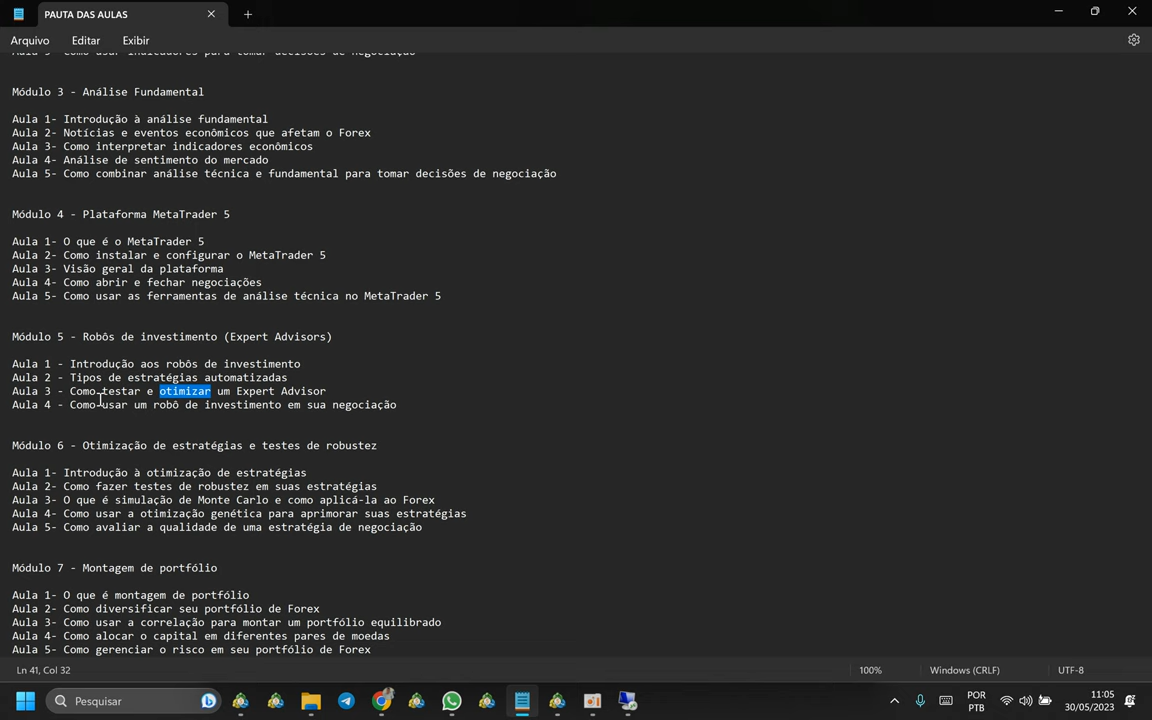 PAUTA DAS AULAS
Arquivo Editar Exibir
Aula 5- Como usar indicadores para tomar decisões de negociação
Módulo 3 - Análise Fundamental
Aula 1- Introdução à análise fundamental
Aula 2- Notícias e eventos econômicos que afetam o Forex
Aula 3- Como interpretar indicadores econômicos
Aula 4- Análise de sentimento do mercado
Aula 5- Como combinar análise técnica e fundamental para tomar decisões de negociação
Módulo 4 - Plataforma MetaTrader 5
Aula 1- O que é o MetaTrader 5
Aula 2- Como instalar e configurar o MetaTrader 5
Aula 3- Visão geral da plataforma
Aula 4- Como abrir e fechar negociações
Aula 5- Como usar as ferramentas de análise técnica no MetaTrader 5
Módulo 5 - Robôs de investimento (Expert Advisors)
Aula 1 - Introdução aos robôs de investimento
Aula 2 - Tipos de estratégias automatizadas
Aula 3 - Como testar e otimizar um Expert Advisor
Aula 4 - Como usar um robô de investimento em sua negociação
Módulo 6 - Otimização de estratégias e testes de robustez
Aula 1- Introdução à otimização de estratégias
Aula 2- Como fazer testes de robustez em suas estratégias
Aula 3- O que é simulação de Monte Carlo e como aplicá-la ao Forex
Aula 4- Como usar a otimização genética para aprimorar suas estratégias
Aula 5- Como avaliar a qualidade de uma estratégia de negociação
Módulo 7 - Montagem de portfólio
Aula 1- O que é montagem de portfólio
Aula 2- Como diversificar seu portfólio de Forex
Aula 3- Como usar a correlação para montar um portfólio equilibrado
Aula 4- Como alocar o capital em diferentes pares de moedas
Aula 5- Como gerenciar o risco em seu portfólio de Forex
Ln 41, Col 32 100% Windows (CRLF) UTF-8
Pesquisar
POR
PTB
11:05
30/05/2023